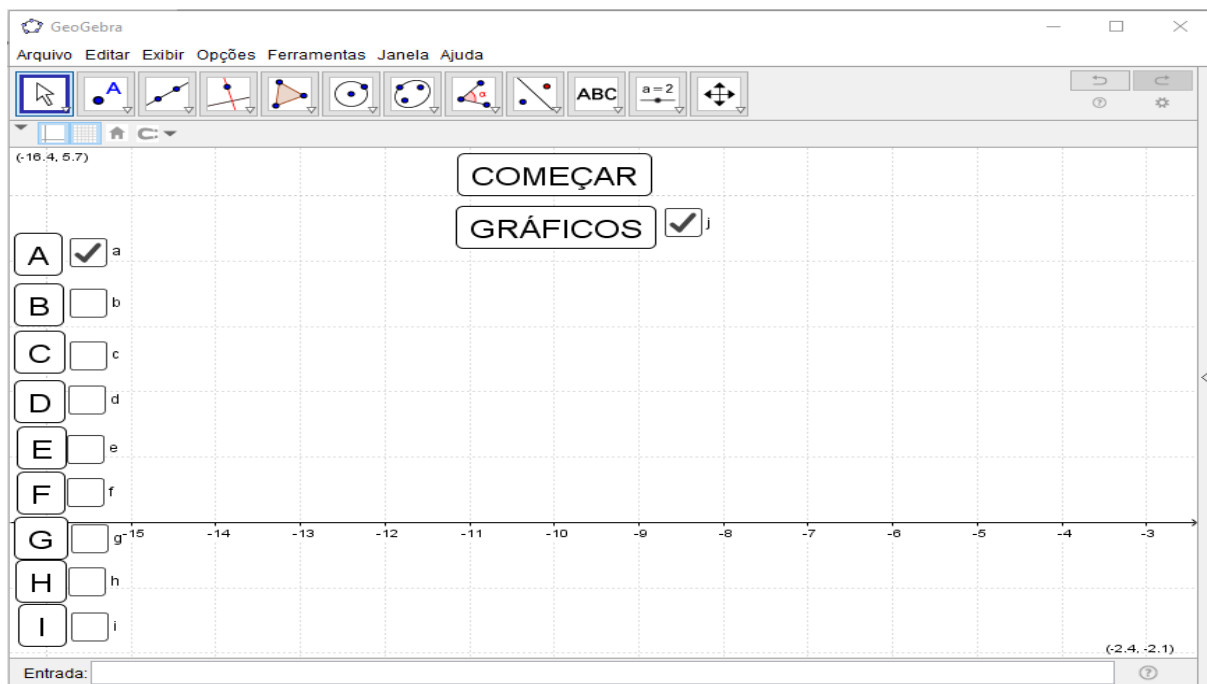 GeoGebra
Arquivo Editar Exibir Opções Ferramentas Janela Ajuda
A α ABC a=2
(-16.4, 5.7)
COMEÇAR
GRÁFICOS j
A a
B b
C c
D d
E e
F f
G g -15 -14 -13 -12 -11 -10 -9 -8 -7 -6 -5 -4 -3
H h
I i
(-2.4, -2.1)
Entrada: